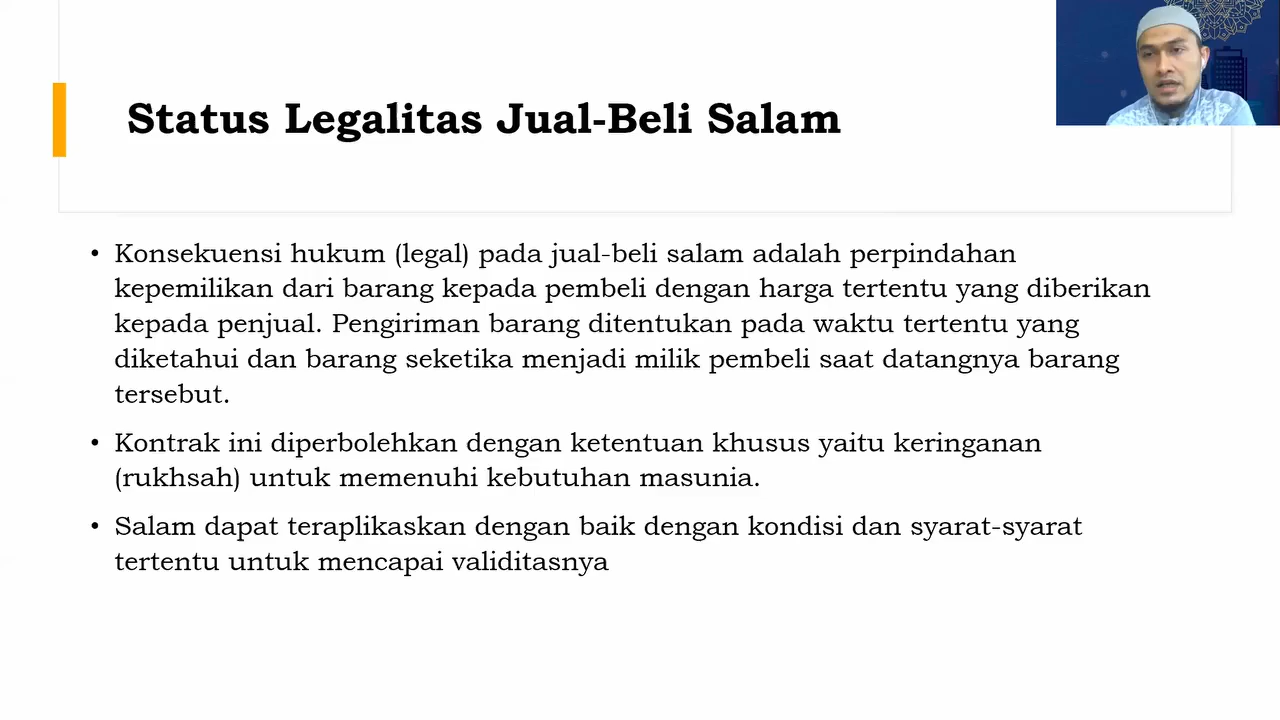 Status Legalitas Jual-Beli Salam
• Konsekuensi hukum (legal) pada jual-beli salam adalah perpindahan
kepemilikan dari barang kepada pembeli dengan harga tertentu yang diberikan
kepada penjual. Pengiriman barang ditentukan pada waktu tertentu yang
diketahui dan barang seketika menjadi milik pembeli saat datangnya barang
tersebut.
• Kontrak ini diperbolehkan dengan ketentuan khusus yaitu keringanan
(rukhsah) untuk memenuhi kebutuhan masunia.
• Salam dapat teraplikaskan dengan baik dengan kondisi dan syarat-syarat
tertentu untuk mencapai validitasnya